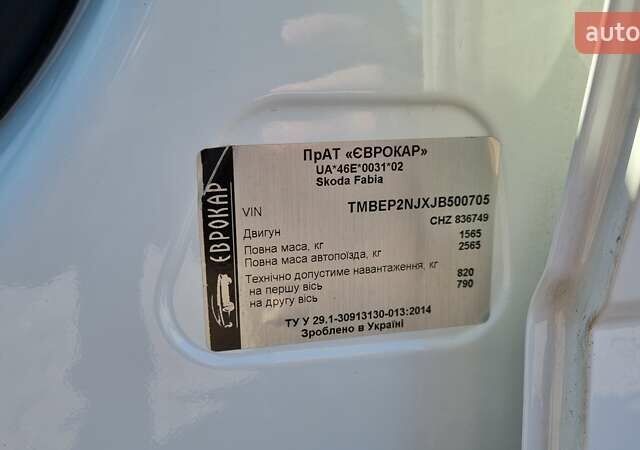 auto
ЄВРОКАР
ПрАТ «ЄВРОКАР»
UA*46E*0031*02
Skoda Fabia
VIN TMBEP2NJXJB500705
Двигун CHZ 836749
Повна маса, кг 1565
Повна маса автопоїзда, кг 2565
Технічно допустиме навантаження, кг
на першу вісь 820
на другу вісь 790
ТУ У 29.1-30913130-013:2014
Зроблено в Україні